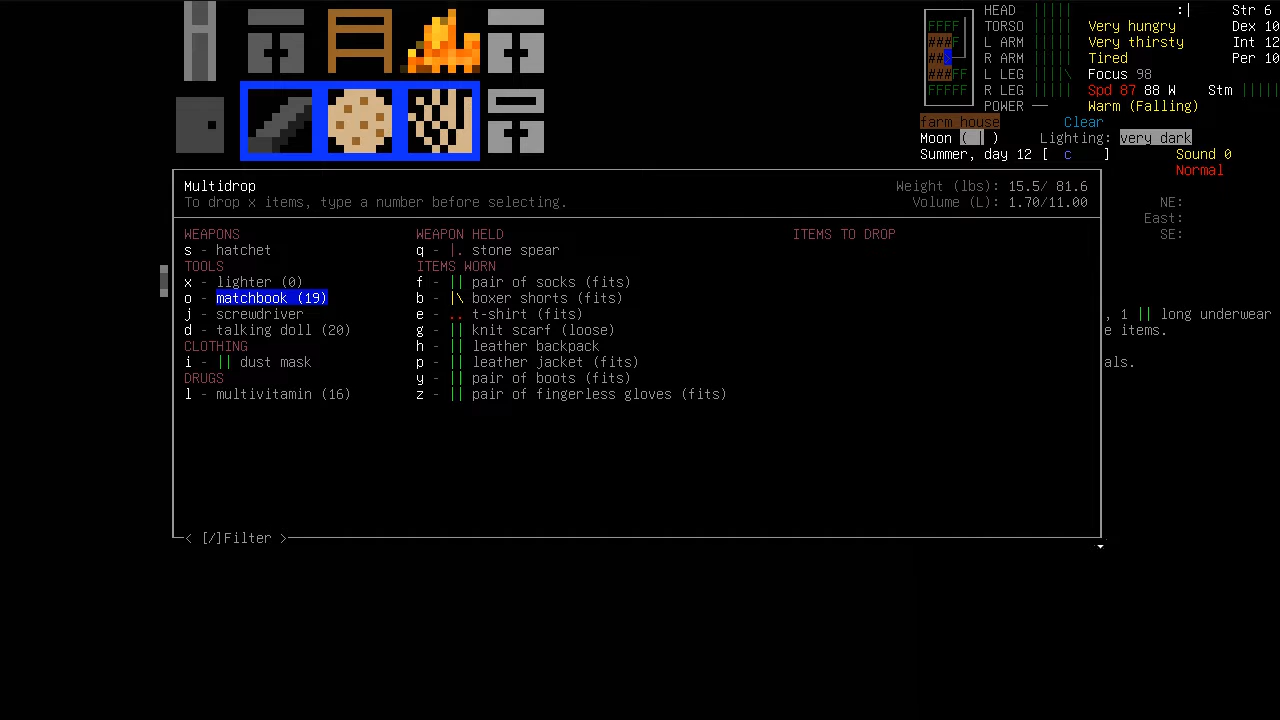 HEAD ||||| :| Str 6
FFFF TORSO ||||| Very hungry Dex 10
###F L ARM ||||| Very thirsty Int 12
## R ARM ||||| Tired Per 10
###FF L LEG ||||\ Focus 98
FFFFF R LEG ||||| Spd 87 88 W Stm |||||
POWER — Warm (Falling)
farm house Clear
Moon ( | ) Lighting: very dark
Summer, day 12 [ c ] Sound 0
Normal
Multidrop Weight (lbs): 15.5/ 81.6
To drop x items, type a number before selecting. Volume (L): 1.70/11.00
NE:
East:
SE:
WEAPONS WEAPON HELD ITEMS TO DROP
s - hatchet q - |. stone spear
TOOLS ITEMS WORN
x - lighter (0) f - || pair of socks (fits)
o - matchbook (19) b - |\ boxer shorts (fits)
j - screwdriver e - .. t-shirt (fits) , 1 || long underwear
d - talking doll (20) g - || knit scarf (loose) e items.
CLOTHING h - || leather backpack
i - || dust mask p - || leather jacket (fits) als.
DRUGS y - || pair of boots (fits)
l - multivitamin (16) z - || pair of fingerless gloves (fits)
< [/]Filter >